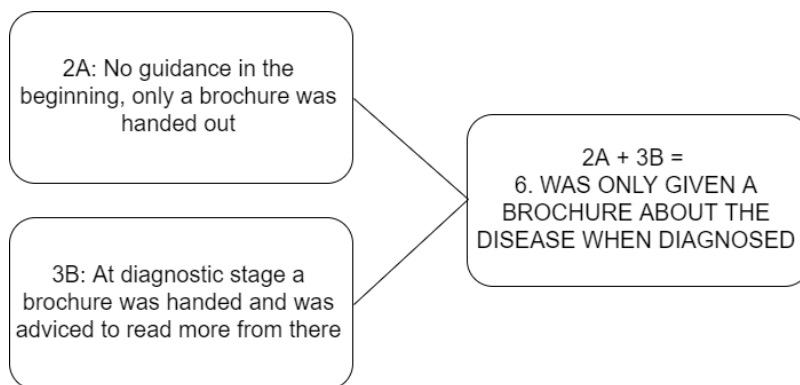 2A: No guidance in the
beginning, only a brochure was
handed out
3B: At diagnostic stage a
brochure was handed and was
adviced to read more from there
2A + 3B =
6. WAS ONLY GIVEN A
BROCHURE ABOUT THE
DISEASE WHEN DIAGNOSED